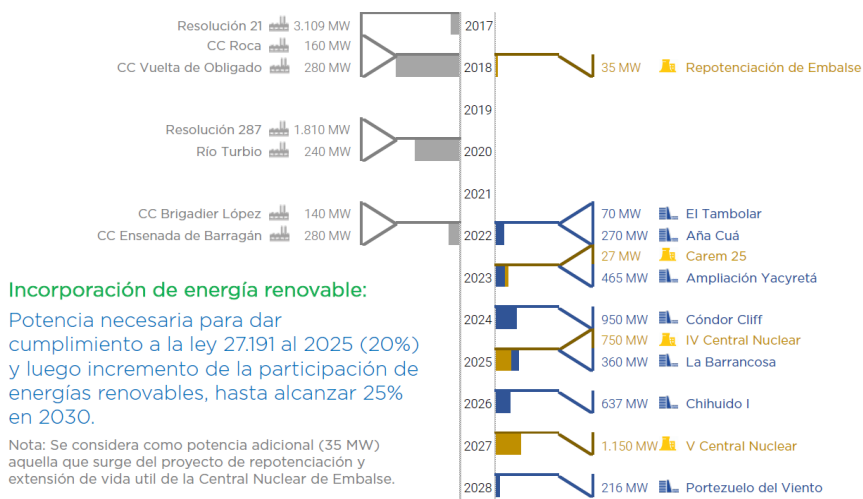 Resolución 21 3.109 MW
CC Roca 160 MW
CC Vuelta de Obligado 280 MW
Resolución 287 1.810 MW
Río Turbio 240 MW
CC Brigadier López 140 MW
CC Ensenada de Barragán 280 MW
2017
2018
2019
2020
2021
2022
2023
2024
2025
2026
2027
2028
35 MW Repotenciación de Embalse
70 MW El Tambolar
270 MW Aña Cuá
27 MW Carem 25
465 MW Ampliación Yacyretá
950 MW Cóndor Cliff
750 MW IV Central Nuclear
360 MW La Barrancosa
637 MW Chihuido I
1.150 MW V Central Nuclear
216 MW Portezuelo del Viento
Incorporación de energía renovable:
Potencia necesaria para dar
cumplimiento a la ley 27.191 al 2025 (20%)
y luego incremento de la participación de
energías renovables, hasta alcanzar 25%
en 2030.
Nota: Se considera como potencia adicional (35 MW)
aquella que surge del proyecto de repotenciación y
extensión de vida util de la Central Nuclear de Embalse.